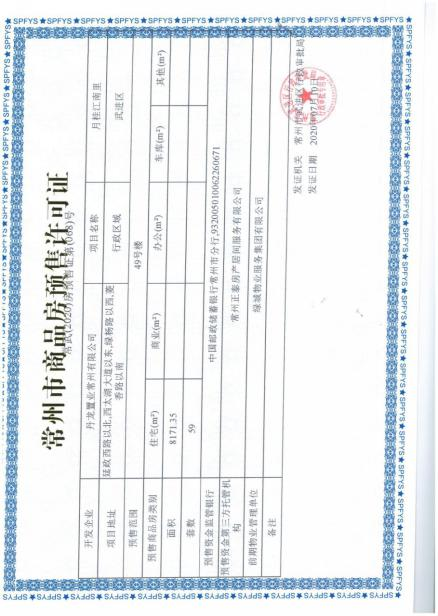 常州市商品房预售许可证
常武(2020)房预售证第(068)号
开发企业 丹龙置业常州有限公司 项目名称 月桂江南里
项目地址 延政西路以北,西太湖大道以东,绿杨路以西,菱香路以南 行政区域 武进区
预售范围 49号楼
预售商品房类别 住宅(m²) 商业(m²) 办公(m²) 车库(m²) 其他(m²)
面积 8171.35
套数 59
预售资金监管银行 中国邮政储蓄银行常州市分行,932005010062260671
预售资金第三方托管机构 常州正泰房产居间服务有限公司
前期物业管理单位 绿城物业服务集团有限公司
备注
发证机关 常州市武进区行政审批局
发证日期 2020年07月10日